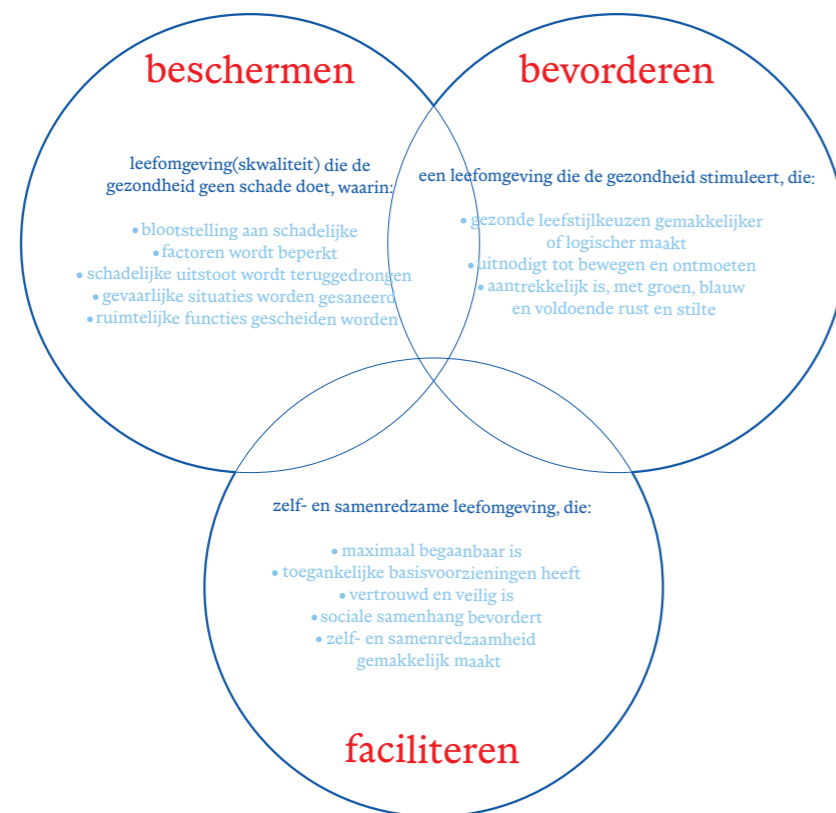 beschermen
leefomgeving(skwaliteit) die de
gezondheid geen schade doet, waarin:
• blootstelling aan schadelijke
• factoren wordt beperkt
• schadelijke uitstoot wordt teruggedrongen
• gevaarlijke situaties worden gesaneerd
• ruimtelijke functies gescheiden worden
bevorderen
een leefomgeving die de gezondheid stimuleert, die:
• gezonde leefstijlkeuzen gemakkelijker
of logischer maakt
• uitnodigt tot bewegen en ontmoeten
• aantrekkelijk is, met groen, blauw
en voldoende rust en stilte
zelf- en samenredzame leefomgeving, die:
• maximaal begaanbaar is
• toegankelijke basisvoorzieningen heeft
• vertrouwd en veilig is
• sociale samenhang bevordert
• zelf- en samenredzaamheid
gemakkelijk maakt
faciliteren